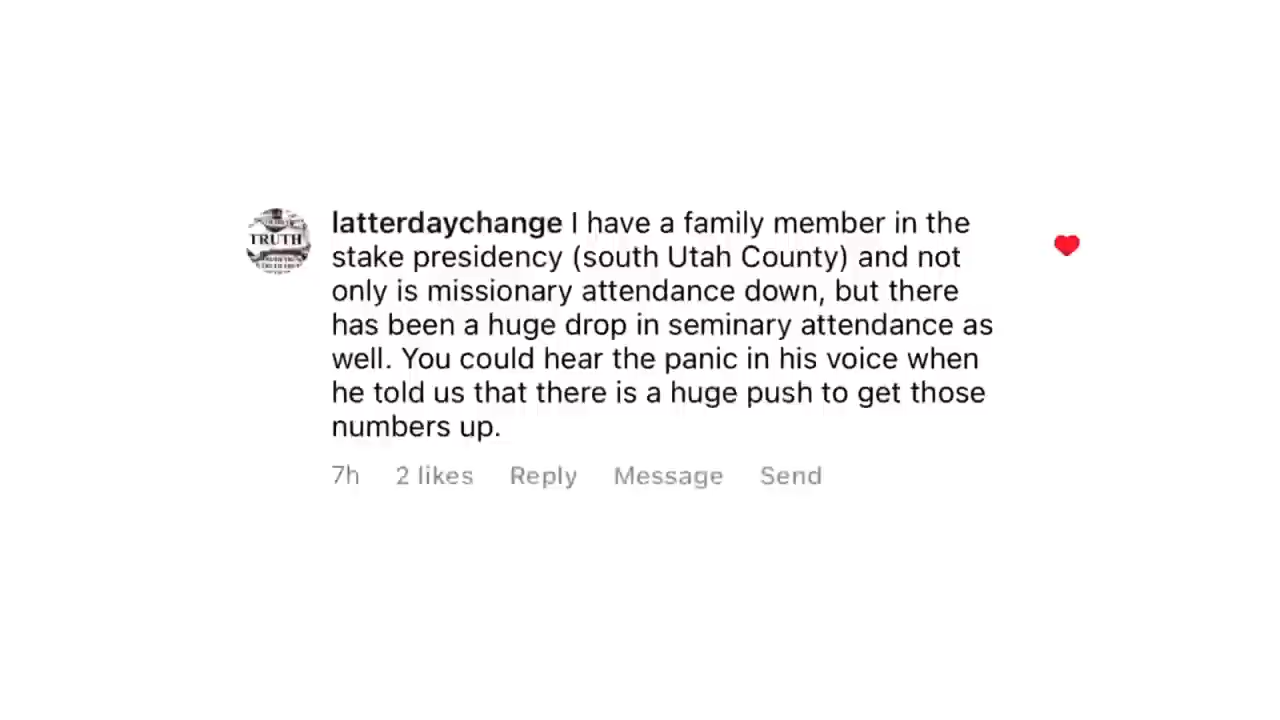 TRUTH
latterdaychange I have a family member in the
stake presidency (south Utah County) and not
only is missionary attendance down, but there
has been a huge drop in seminary attendance as
well. You could hear the panic in his voice when
he told us that there is a huge push to get those
numbers up.
7h 2 likes Reply Message Send